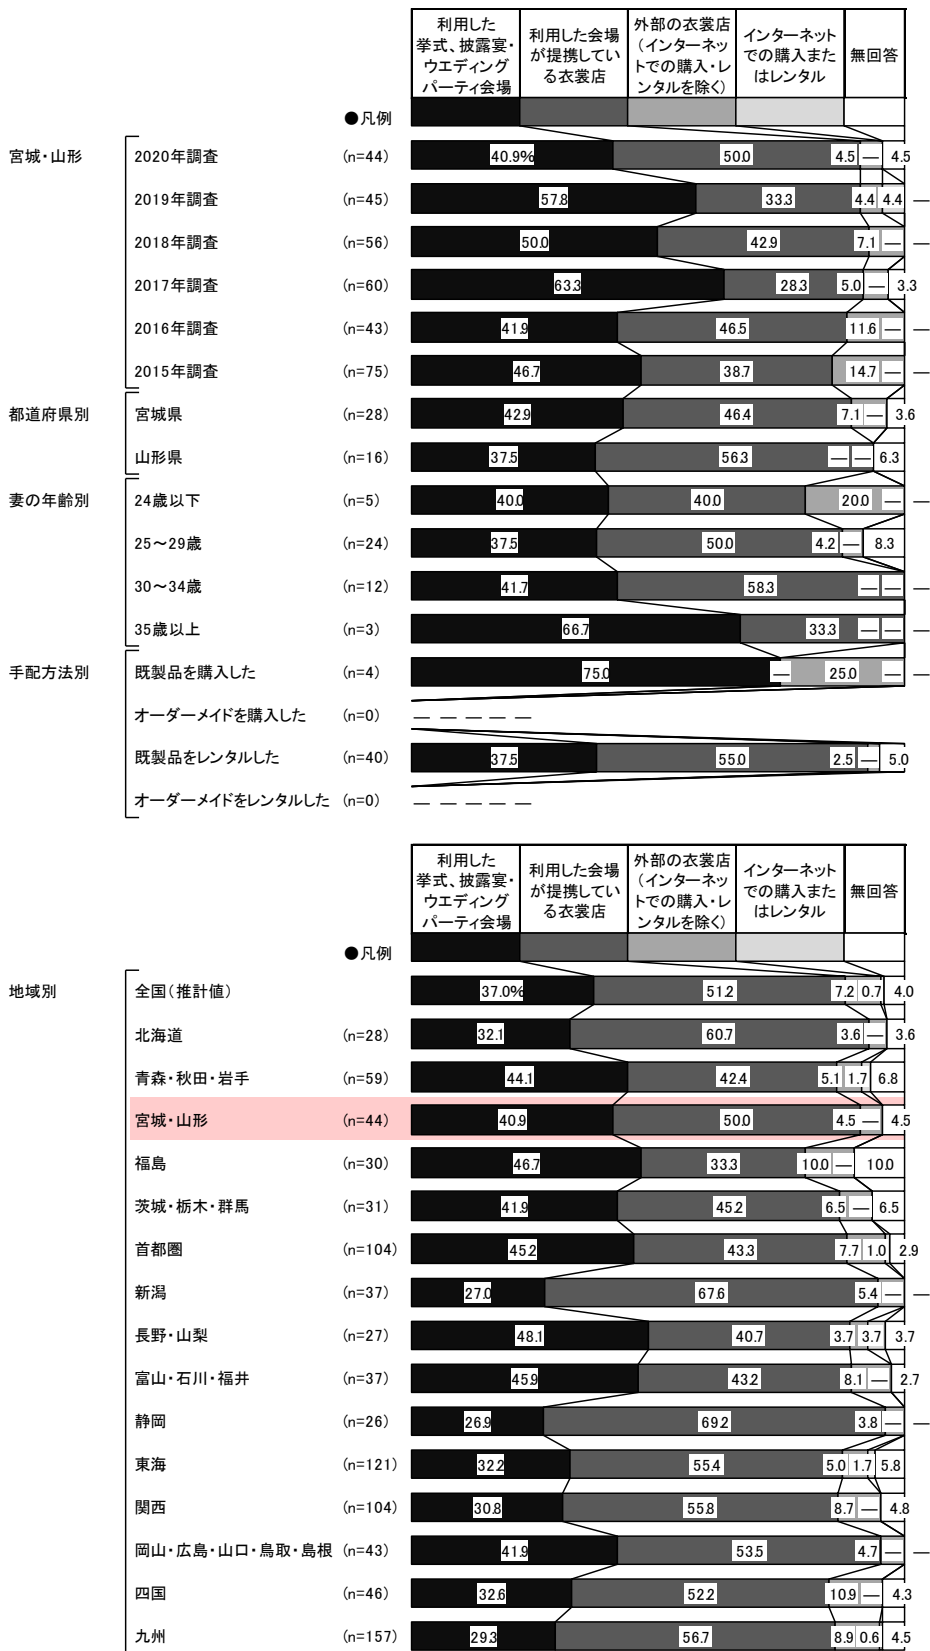 利用した
挙式、披露宴・
ウエディング
パーティ会場
利用した会場
が提携してい
る衣裳店
外部の衣裳店
(インターネッ
トでの購入・レ
ンタルを除く)
インターネット
での購入また
はレンタル
無回答
●凡例
宮城・山形 2020年調査 (n=44) 40.9% 50.0 4.5 — 4.5
2019年調査 (n=45) 57.8 33.3 4.4 4.4 —
2018年調査 (n=56) 50.0 42.9 7.1 — —
2017年調査 (n=60) 63.3 28.3 5.0 — 3.3
2016年調査 (n=43) 41.9 46.5 11.6 — —
2015年調査 (n=75) 46.7 38.7 14.7 — —
都道府県別 宮城県 (n=28) 42.9 46.4 7.1 — 3.6
山形県 (n=16) 37.5 56.3 — — 6.3
妻の年齢別 24歳以下 (n=5) 40.0 40.0 20.0 — —
25～29歳 (n=24) 37.5 50.0 4.2 — 8.3
30～34歳 (n=12) 41.7 58.3 — — —
35歳以上 (n=3) 66.7 33.3 — — —
手配方法別 既製品を購入した (n=4) 75.0 — 25.0 — —
オーダーメイドを購入した (n=0) — — — — —
既製品をレンタルした (n=40) 37.5 55.0 2.5 — 5.0
オーダーメイドをレンタルした (n=0) — — — — —
利用した
挙式、披露宴・
ウエディング
パーティ会場
利用した会場
が提携してい
る衣裳店
外部の衣裳店
(インターネッ
トでの購入・レ
ンタルを除く)
インターネット
での購入また
はレンタル
無回答
●凡例
地域別 全国(推計値) 37.0% 51.2 7.2 0.7 4.0
北海道 (n=28) 32.1 60.7 3.6 — 3.6
青森・秋田・岩手 (n=59) 44.1 42.4 5.1 1.7 6.8
宮城・山形 (n=44) 40.9 50.0 4.5 — 4.5
福島 (n=30) 46.7 33.3 10.0 — 10.0
茨城・栃木・群馬 (n=31) 41.9 45.2 6.5 — 6.5
首都圏 (n=104) 45.2 43.3 7.7 1.0 2.9
新潟 (n=37) 27.0 67.6 5.4 — —
長野・山梨 (n=27) 48.1 40.7 3.7 3.7 3.7
富山・石川・福井 (n=37) 45.9 43.2 8.1 — 2.7
静岡 (n=26) 26.9 69.2 3.8 — —
東海 (n=121) 32.2 55.4 5.0 1.7 5.8
関西 (n=104) 30.8 55.8 8.7 — 4.8
岡山・広島・山口・鳥取・島根 (n=43) 41.9 53.5 4.7 — —
四国 (n=46) 32.6 52.2 10.9 — 4.3
九州 (n=157) 29.3 56.7 8.9 0.6 4.5